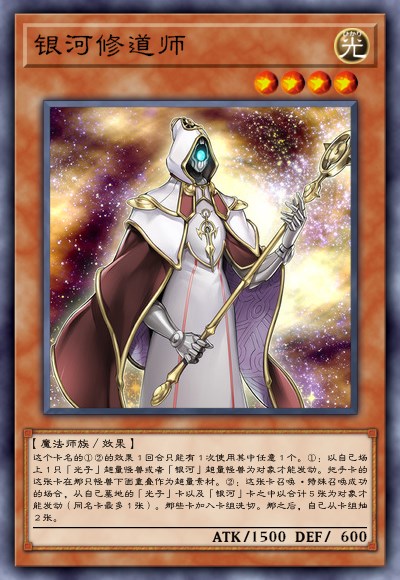 银河修道师
光
【魔法师族／效果】
这个卡名的①②的效果1回合只能有1次使用其中任意1个。①：以自己场
上1只「光子」超量怪兽或者「银河」超量怪兽为对象才能发动。把手卡的
这张卡在那只怪兽下面重叠作为超量素材。②：这张卡召唤·特殊召唤成功
的场合，从自己墓地的「光子」卡以及「银河」卡之中以合计5张为对象才
能发动（同名卡最多1张）。那些卡加入卡组洗切。那之后，自己从卡组抽
2张。
ATK/1500 DEF/ 600